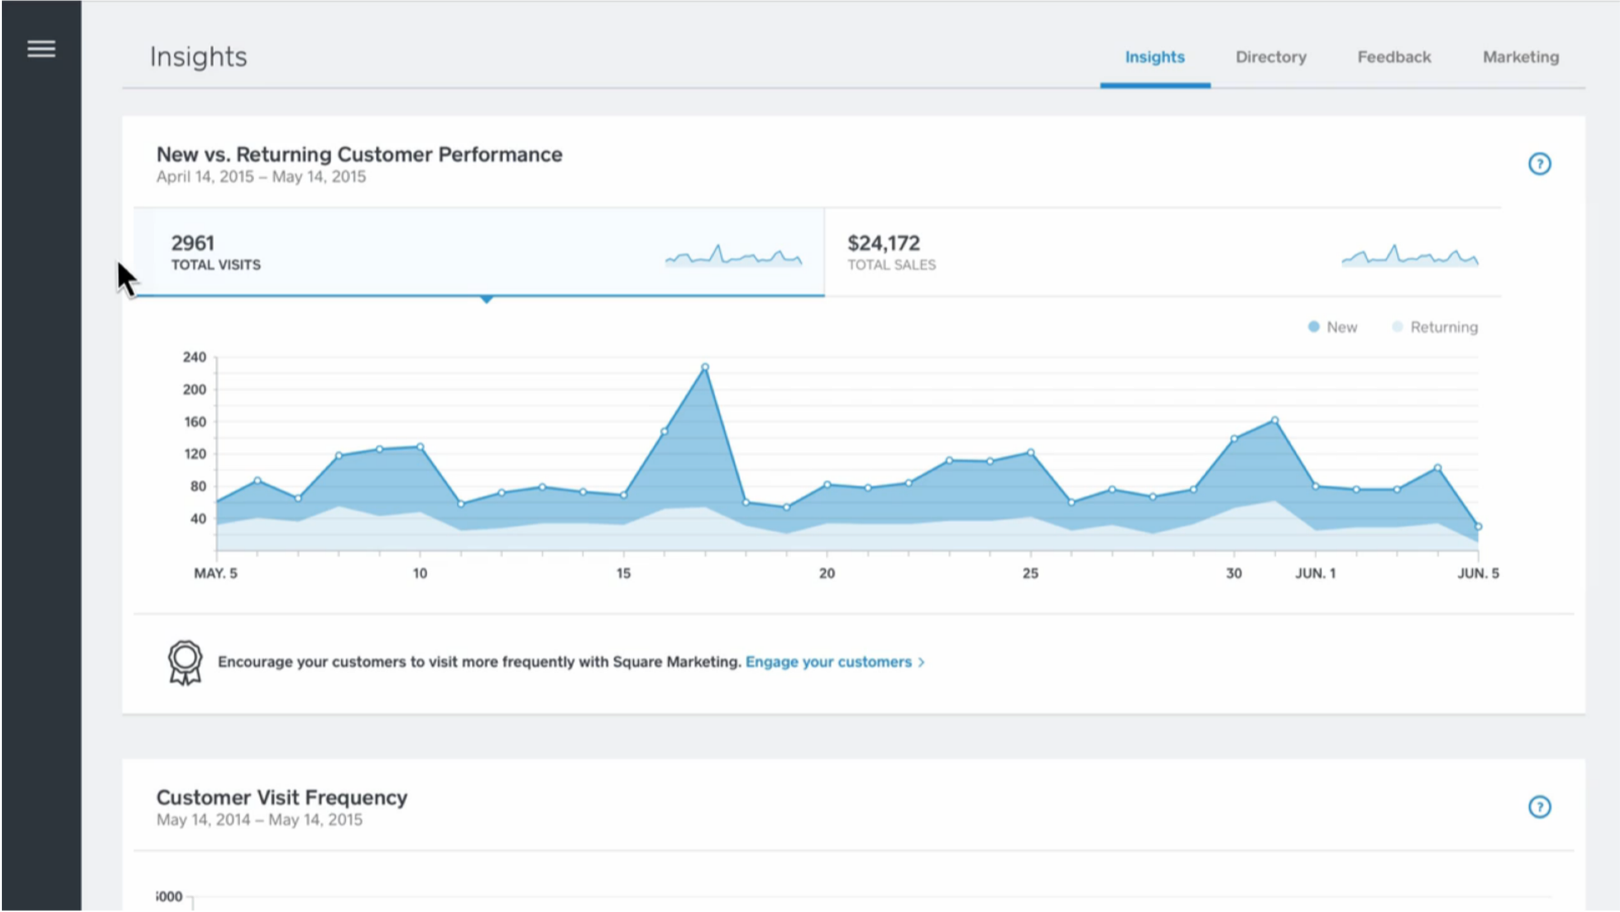 Insights
Insights Directory Feedback Marketing
New vs. Returning Customer Performance
April 14, 2015 – May 14, 2015
?
2961
TOTAL VISITS
$24,172
TOTAL SALES
New Returning
240
200
160
120
80
40
MAY. 5 10 15 20 25 30 JUN. 1 JUN. 5
Encourage your customers to visit more frequently with Square Marketing. Engage your customers >
Customer Visit Frequency
May 14, 2014 – May 14, 2015
?